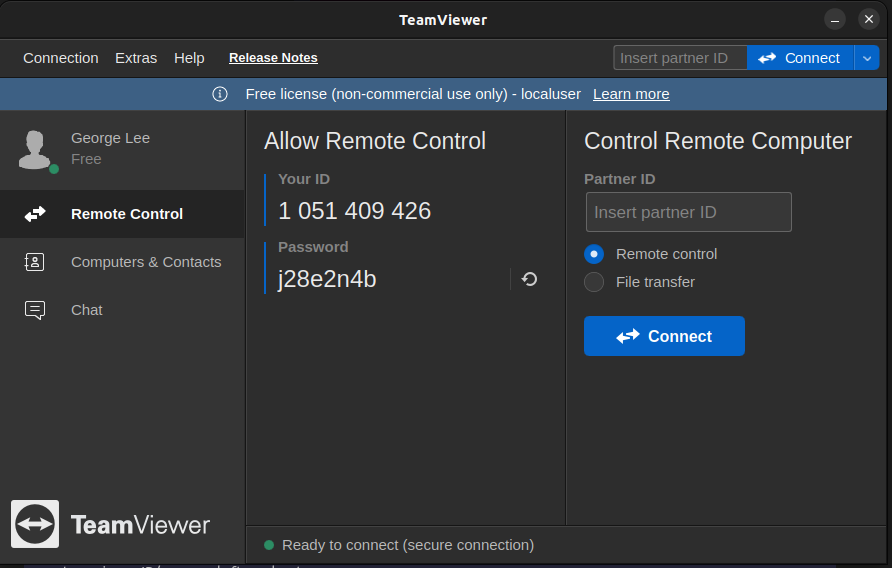 TeamViewer
Connection Extras Help Release Notes Insert partner ID Connect
Free license (non-commercial use only) - localuser Learn more
George Lee
Free
Remote Control
Computers & Contacts
Chat
TeamViewer
Allow Remote Control
Your ID
1 051 409 426
Password
j28e2n4b
Control Remote Computer
Partner ID
Insert partner ID
Remote control
File transfer
Connect
Ready to connect (secure connection)